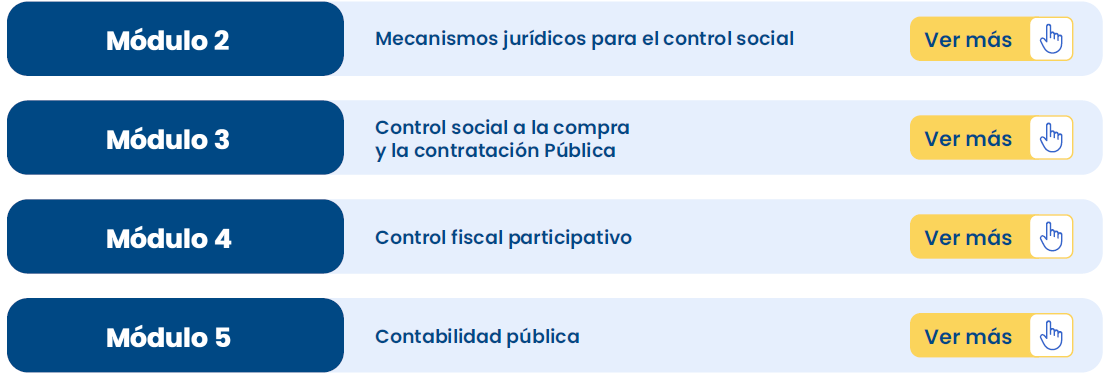 Módulo 2
Mecanismos jurídicos para el control social
Ver más
Módulo 3
Control social a la compra
y la contratación Pública
Ver más
Módulo 4
Control fiscal participativo
Ver más
Módulo 5
Contabilidad pública
Ver más